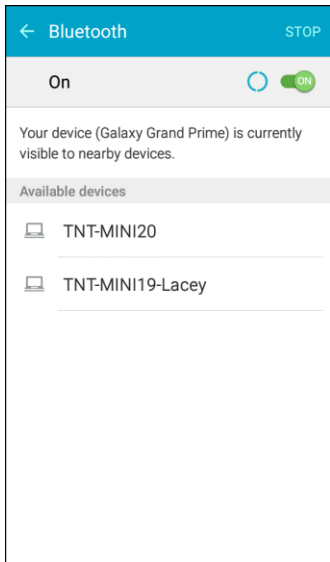 Bluetooth STOP
On ON
Your device (Galaxy Grand Prime) is currently
visible to nearby devices.
Available devices
TNT-MINI20
TNT-MINI19-Lacey